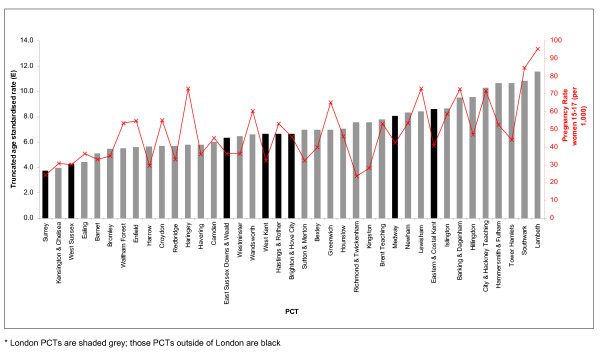 14.0
12.0
10.0
8.0
6.0
4.0
2.0
0.0
Truncated age standardised rate (E)
100
90
80
70
60
50
40
30
20
10
0
Pregnancy Rate
women 15-17 (per
1,000)
Surrey
Kensington & Chelsea
West Sussex
Ealing
Barnet
Bromley
Waltham Forest
Enfield
Harrow
Croydon
Redbridge
Haringey
Havering
Camden
East Sussex Downs & Weald
Westminster
Wandsworth
West Kent
Hastings & Rother
Brighton & Hove City
Sutton & Merton
Bexley
Greenwich
Hounslow
Richmond & Twickenham
Kingston
Brent Teaching
Medway
Newham
Lewisham
Eastern & Coastal Kent
Islington
Barking & Dagenham
Hillingdon
City & Hackney Teaching
Hammersmith & Fulham
Tower Hamlets
Southwark
Lambeth
PCT
* London PCTs are shaded grey; those PCTs outside of London are black